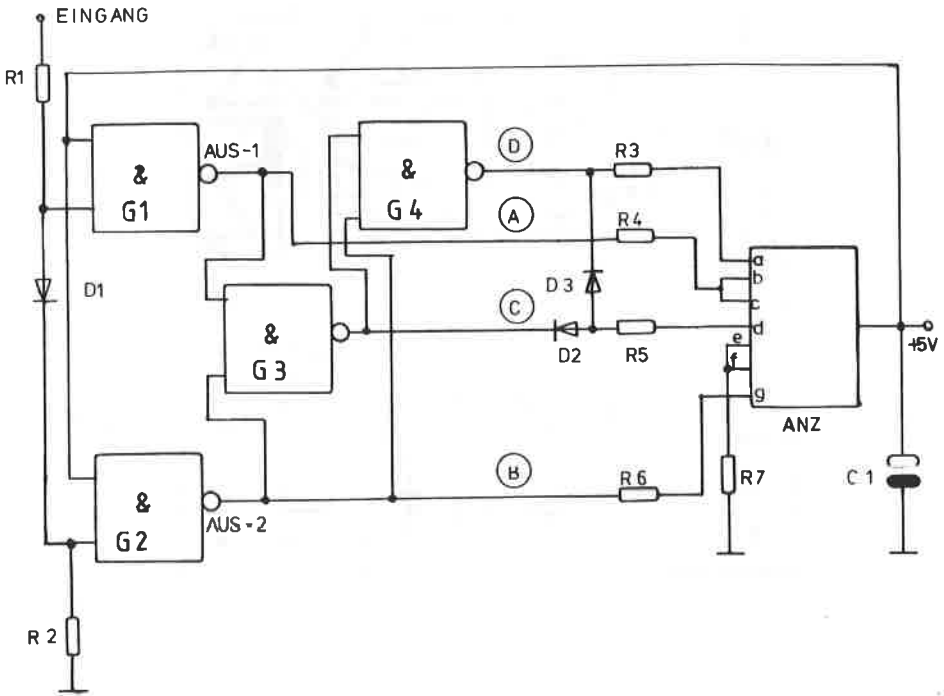 EINGANG
R1
&
G1
AUS-1
&
G4
D
R3
A
R4
D1
&
G3
C
D3
D2
R5
a
b
c
d
e
f
g
ANZ
+5V
&
G2
AUS-2
B
R6
R7
C1
R2